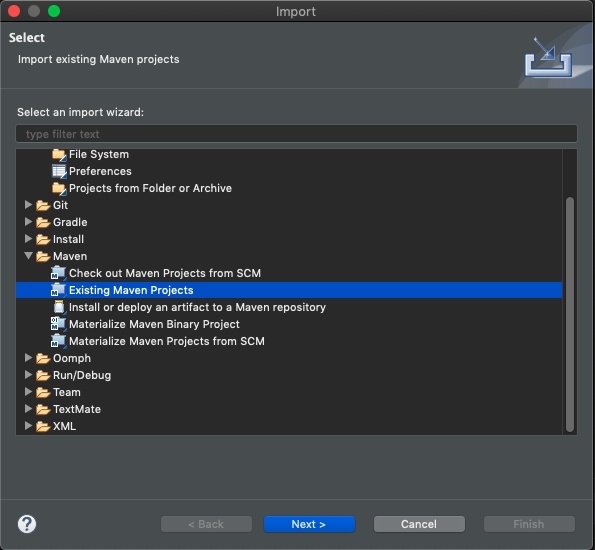 Import
Select
Import existing Maven projects
Select an import wizard:
type filter text
File System
Preferences
Projects from Folder or Archive
Git
Gradle
Install
Maven
Check out Maven Projects from SCM
Existing Maven Projects
Install or deploy an artifact to a Maven repository
Materialize Maven Binary Project
Materialize Maven Projects from SCM
Oomph
Run/Debug
Team
TextMate
XML
? < Back Next > Cancel Finish